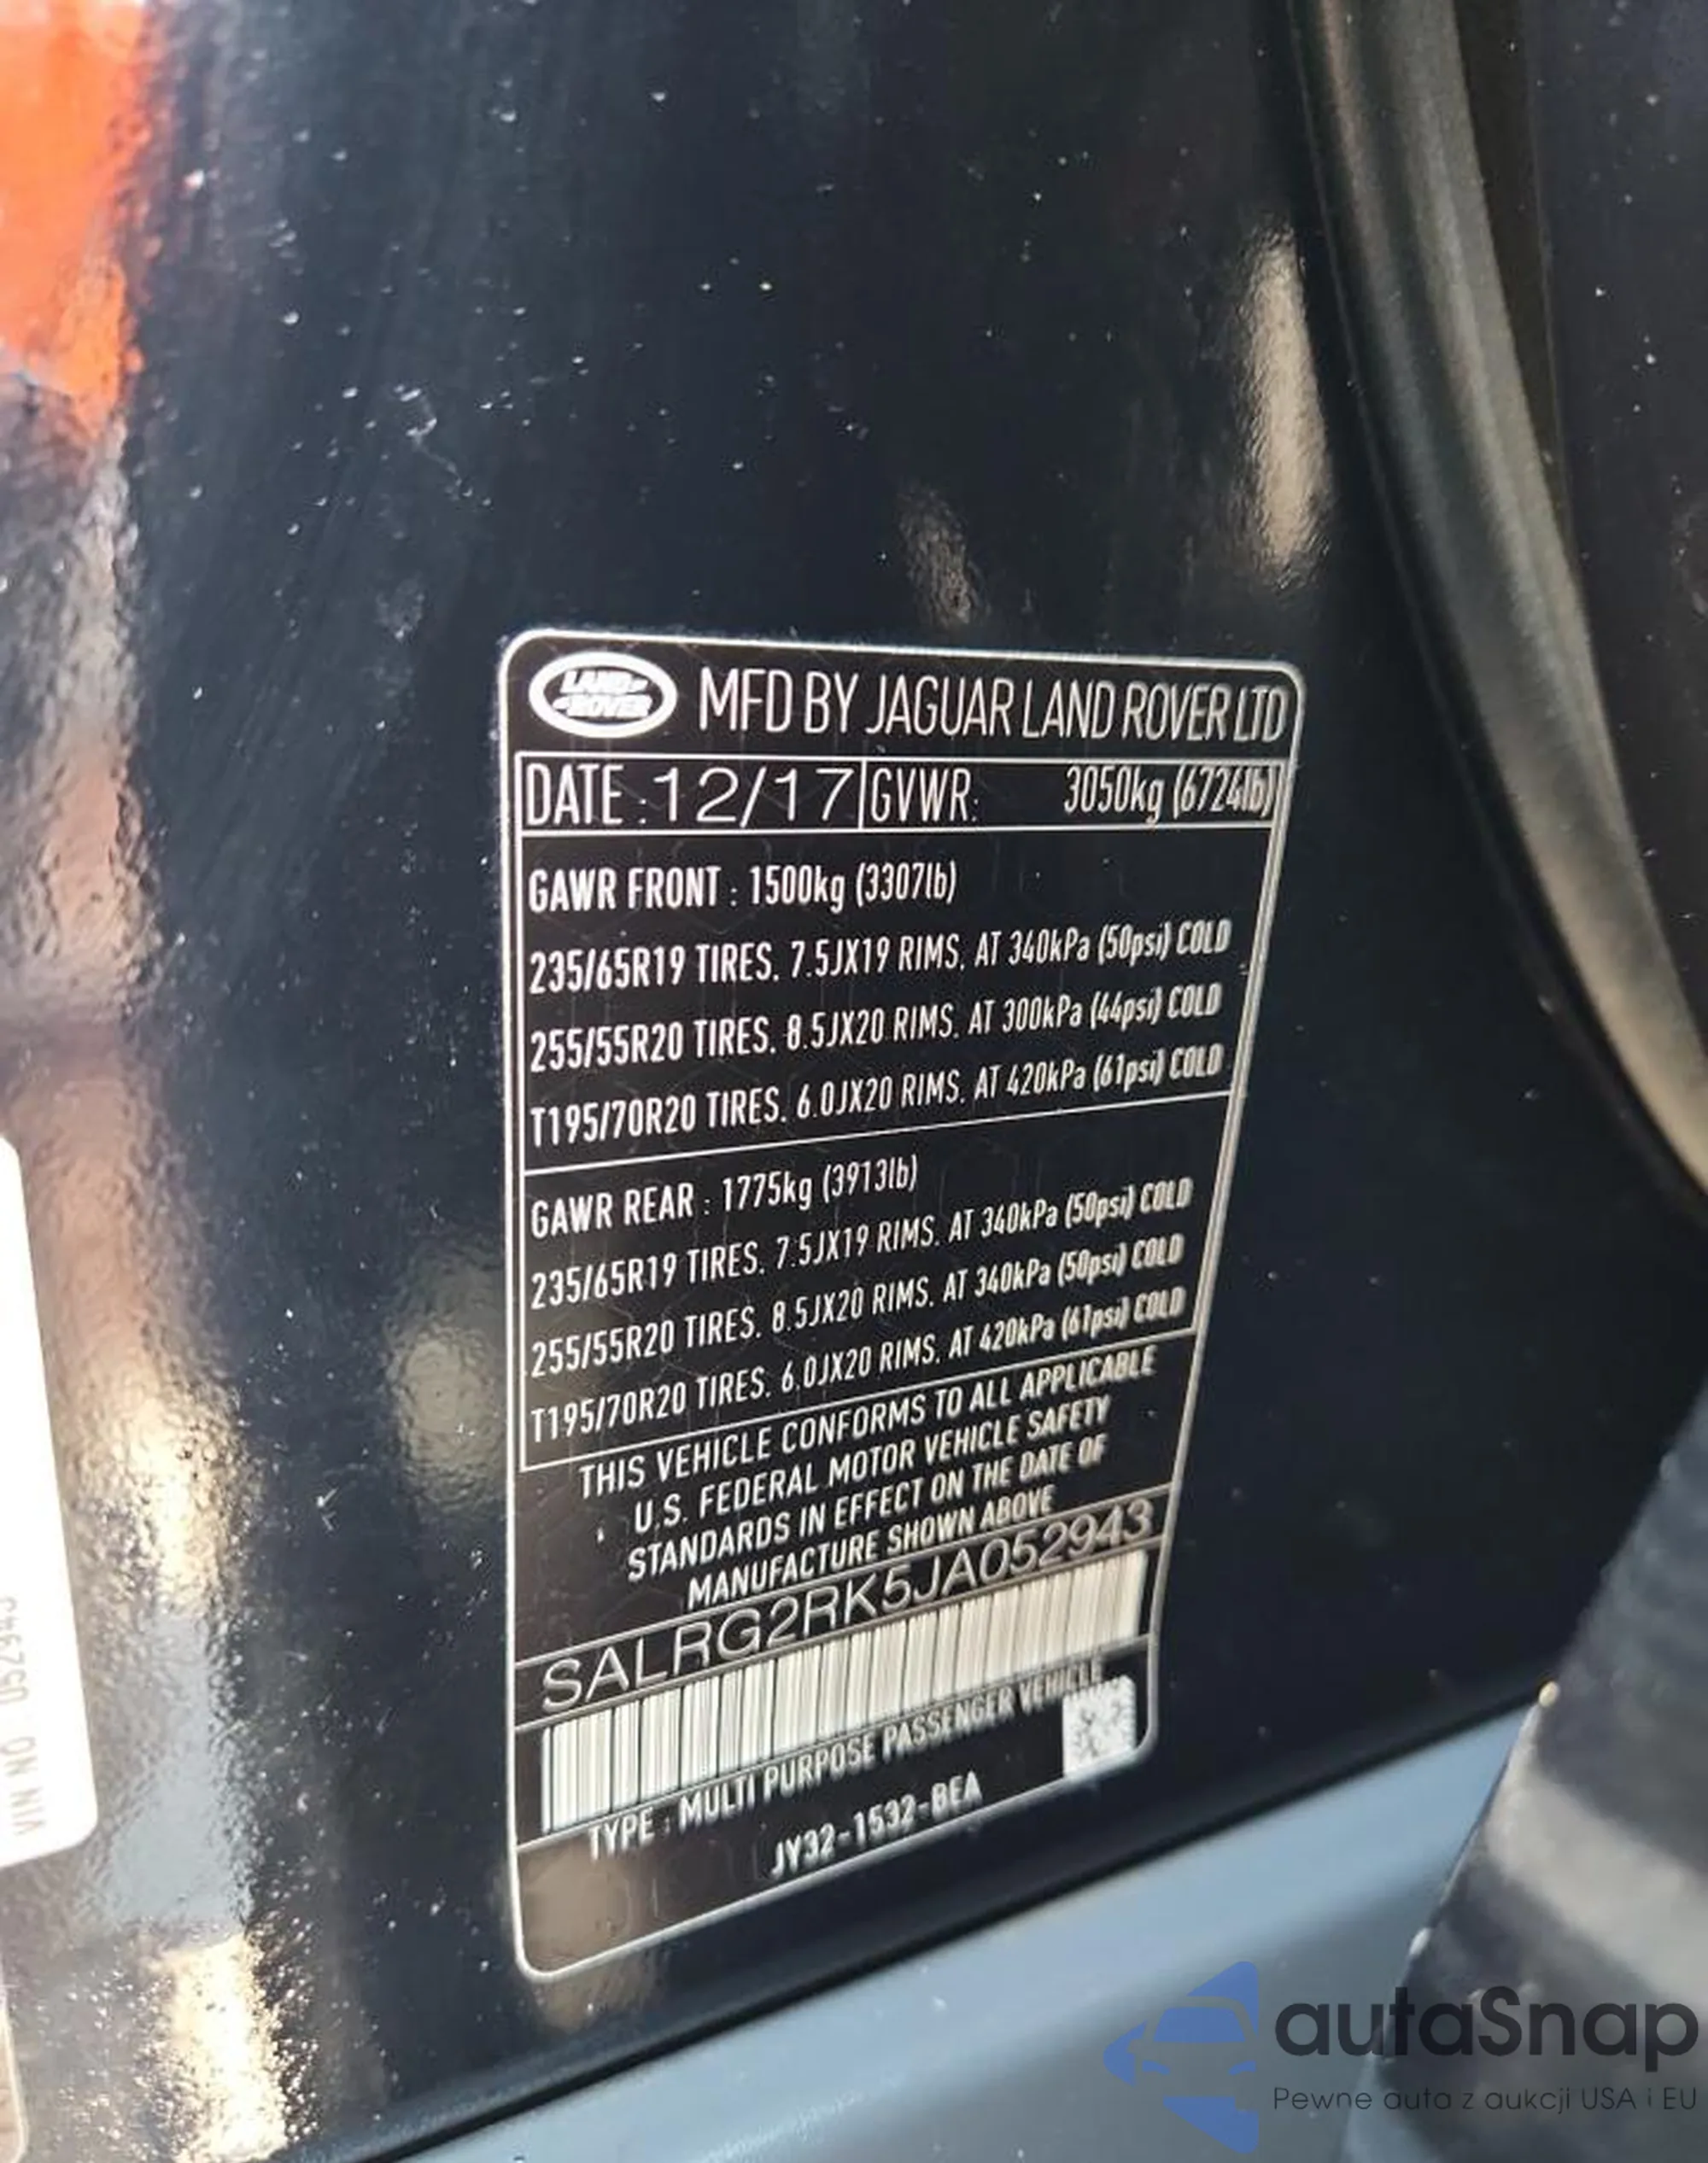 LAND-
-ROVER
MFD BY JAGUAR LAND ROVER LTD
DATE : 12/17 GVWR: 3050kg (6724lb)
GAWR FRONT : 1500kg (3307lb)
235/65R19 TIRES. 7.5JX19 RIMS. AT 340kPa (50psi) COLD
255/55R20 TIRES. 8.5JX20 RIMS. AT 300kPa (44psi) COLD
T195/70R20 TIRES. 6.0JX20 RIMS. AT 420kPa (61psi) COLD
GAWR REAR : 1775kg (3913lb)
235/65R19 TIRES. 7.5JX19 RIMS. AT 340kPa (50psi) COLD
255/55R20 TIRES. 8.5JX20 RIMS. AT 340kPa (50psi) COLD
T195/70R20 TIRES. 6.0JX20 RIMS. AT 420kPa (61psi) COLD
THIS VEHICLE CONFORMS TO ALL APPLICABLE
U.S. FEDERAL MOTOR VEHICLE SAFETY
STANDARDS IN EFFECT ON THE DATE OF
MANUFACTURE SHOWN ABOVE
SALRG2RK5JA052943
TYPE : MULTI PURPOSE PASSENGER VEHICLE
JY32-1532-BEA
VIN NO 052943
autaSnap
Pewne auta z aukcji USA i EU